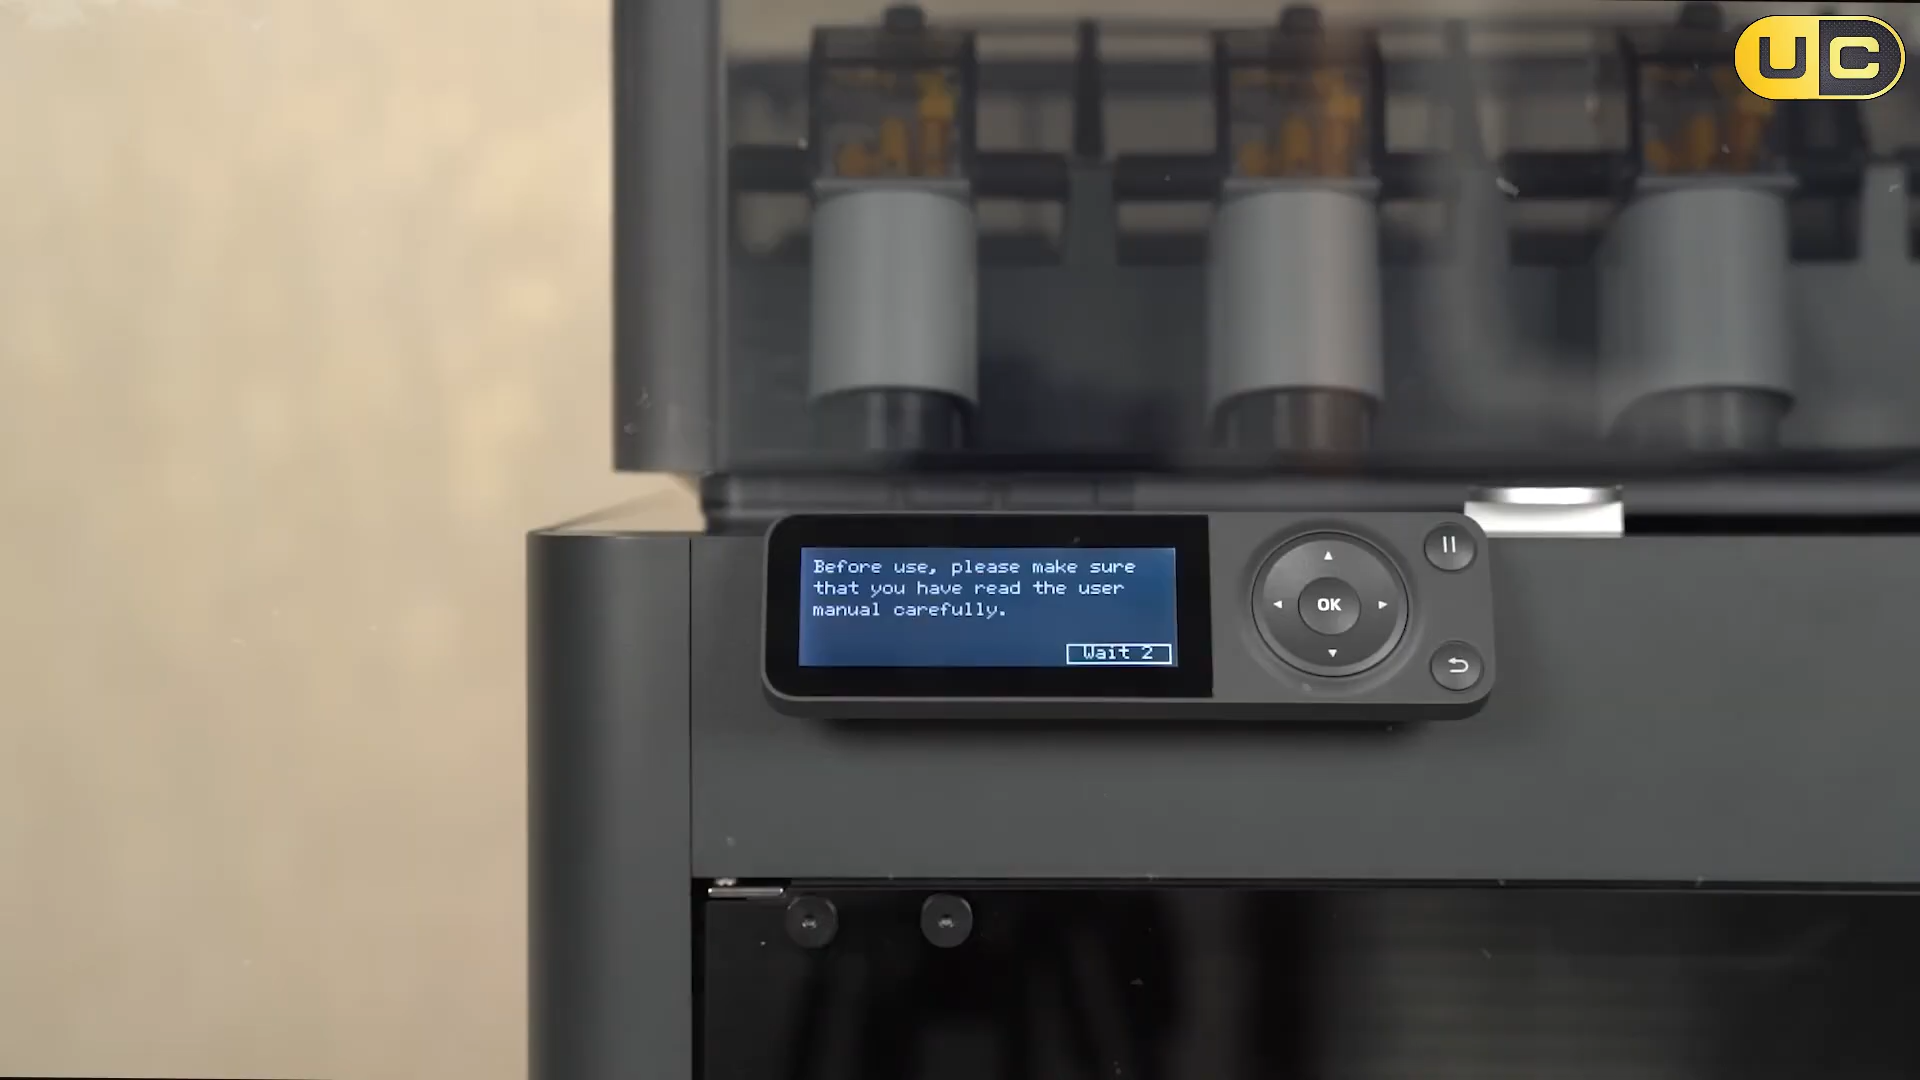 UC
Before use, please make sure
that you have read the user
manual carefully.
Wait 2
OK